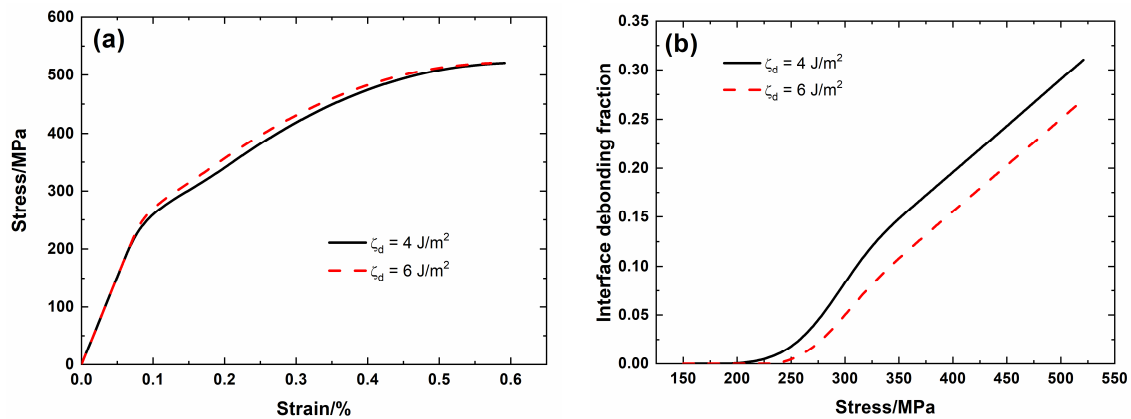 (a)
Stress/MPa
600
500
400
300
200
100
0
0.0 0.1 0.2 0.3 0.4 0.5 0.6
Strain/%
ζd = 4 J/m²
ζd = 6 J/m²
(b)
Interface debonding fraction
0.35
0.30
0.25
0.20
0.15
0.10
0.05
0.00
150 200 250 300 350 400 450 500 550
Stress/MPa
ζd = 4 J/m²
ζd = 6 J/m²